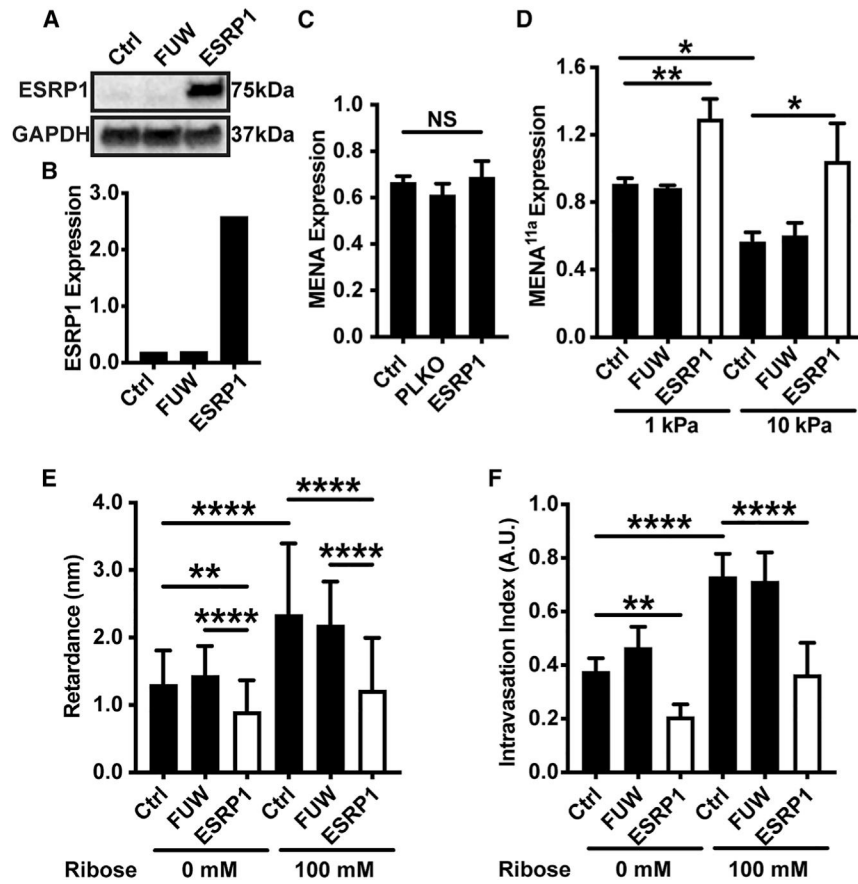 A
Ctrl
FUW
ESRP1
ESRP1
75kDa
GAPDH
37kDa
B
ESRP1 Expression
3.0
2.0
1.0
0.0
Ctrl
FUW
ESRP1
C
MENA Expression
1.0
0.8
0.6
0.4
0.2
0.0
NS
Ctrl
PLKO
ESRP1
D
MENA11a Expression
1.6
1.2
0.8
0.4
0.0
*
**
*
Ctrl
FUW
ESRP1
Ctrl
FUW
ESRP1
1 kPa
10 kPa
E
Retardance (nm)
4.0
3.0
2.0
1.0
0.0
****
****
**
****
****
Ctrl
FUW
ESRP1
Ctrl
FUW
ESRP1
Ribose
0 mM
100 mM
F
Intravasation Index (A.U.)
1.0
0.8
0.6
0.4
0.2
0.0
****
****
**
Ctrl
FUW
ESRP1
Ctrl
FUW
ESRP1
Ribose
0 mM
100 mM